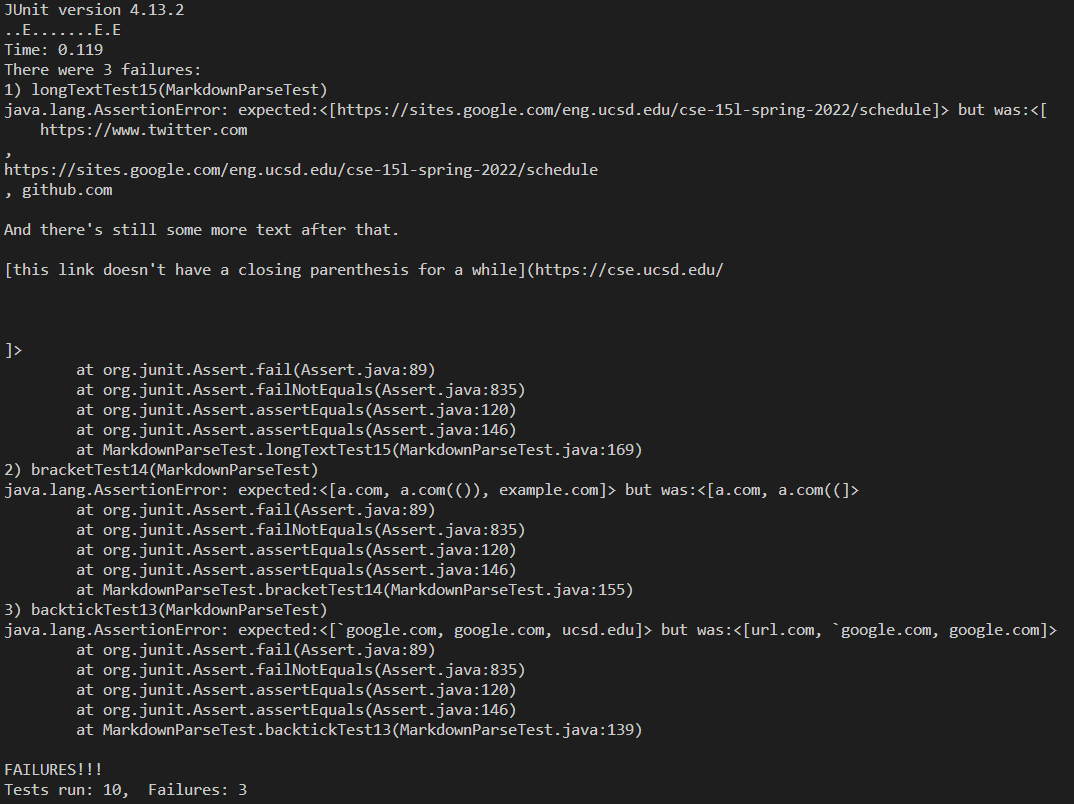 JUnit version 4.13.2
..E.......E.E
Time: 0.119
There were 3 failures:
1) longTextTest15(MarkdownParseTest)
java.lang.AssertionError: expected:<[https://sites.google.com/eng.ucsd.edu/cse-15l-spring-2022/schedule]> but was:<[
    https://www.twitter.com
,
https://sites.google.com/eng.ucsd.edu/cse-15l-spring-2022/schedule
, github.com

And there's still some more text after that.

[this link doesn't have a closing parenthesis for a while](https://cse.ucsd.edu/



]>
        at org.junit.Assert.fail(Assert.java:89)
        at org.junit.Assert.failNotEquals(Assert.java:835)
        at org.junit.Assert.assertEquals(Assert.java:120)
        at org.junit.Assert.assertEquals(Assert.java:146)
        at MarkdownParseTest.longTextTest15(MarkdownParseTest.java:169)
2) bracketTest14(MarkdownParseTest)
java.lang.AssertionError: expected:<[a.com, a.com(()), example.com]> but was:<[a.com, a.com((]>
        at org.junit.Assert.fail(Assert.java:89)
        at org.junit.Assert.failNotEquals(Assert.java:835)
        at org.junit.Assert.assertEquals(Assert.java:120)
        at org.junit.Assert.assertEquals(Assert.java:146)
        at MarkdownParseTest.bracketTest14(MarkdownParseTest.java:155)
3) backtickTest13(MarkdownParseTest)
java.lang.AssertionError: expected:<[`google.com, google.com, ucsd.edu]> but was:<[url.com, `google.com, google.com]>
        at org.junit.Assert.fail(Assert.java:89)
        at org.junit.Assert.failNotEquals(Assert.java:835)
        at org.junit.Assert.assertEquals(Assert.java:120)
        at org.junit.Assert.assertEquals(Assert.java:146)
        at MarkdownParseTest.backtickTest13(MarkdownParseTest.java:139)

FAILURES!!!
Tests run: 10,  Failures: 3